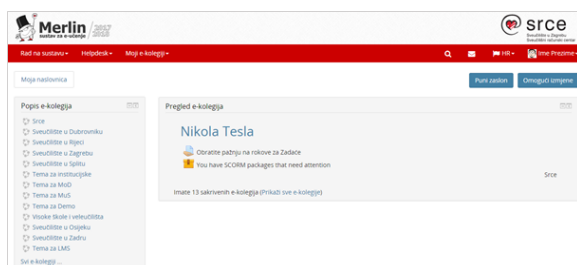 Merlin
sustav za e-učenje
2017
2018
srce
Sveučilište u Zagrebu
Sveučilišni računski centar
Rad na sustavu
Helpdesk
Moji e-kolegiji
HR
Ime Prezime
Moja naslovnica
Puni zaslon
Omogući izmjene
Popis e-kolegija
Srce
Sveučilište u Dubrovniku
Sveučilište u Rijeci
Sveučilište u Zagrebu
Sveučilište u Splitu
Tema za institucijske
Tema za MoD
Tema za MuS
Tema za Demo
Visoke škole i veleučilišta
Sveučilište u Osijeku
Sveučilište u Zadru
Tema za LMS
Svi e-kolegiji ...
Pregled e-kolegija
Nikola Tesla
Obratite pažnju na rokove za Zadaće
You have SCORM packages that need attention
Srce
Imate 13 sakrivenih e-kolegija (Prikaži sve e-kolegije)